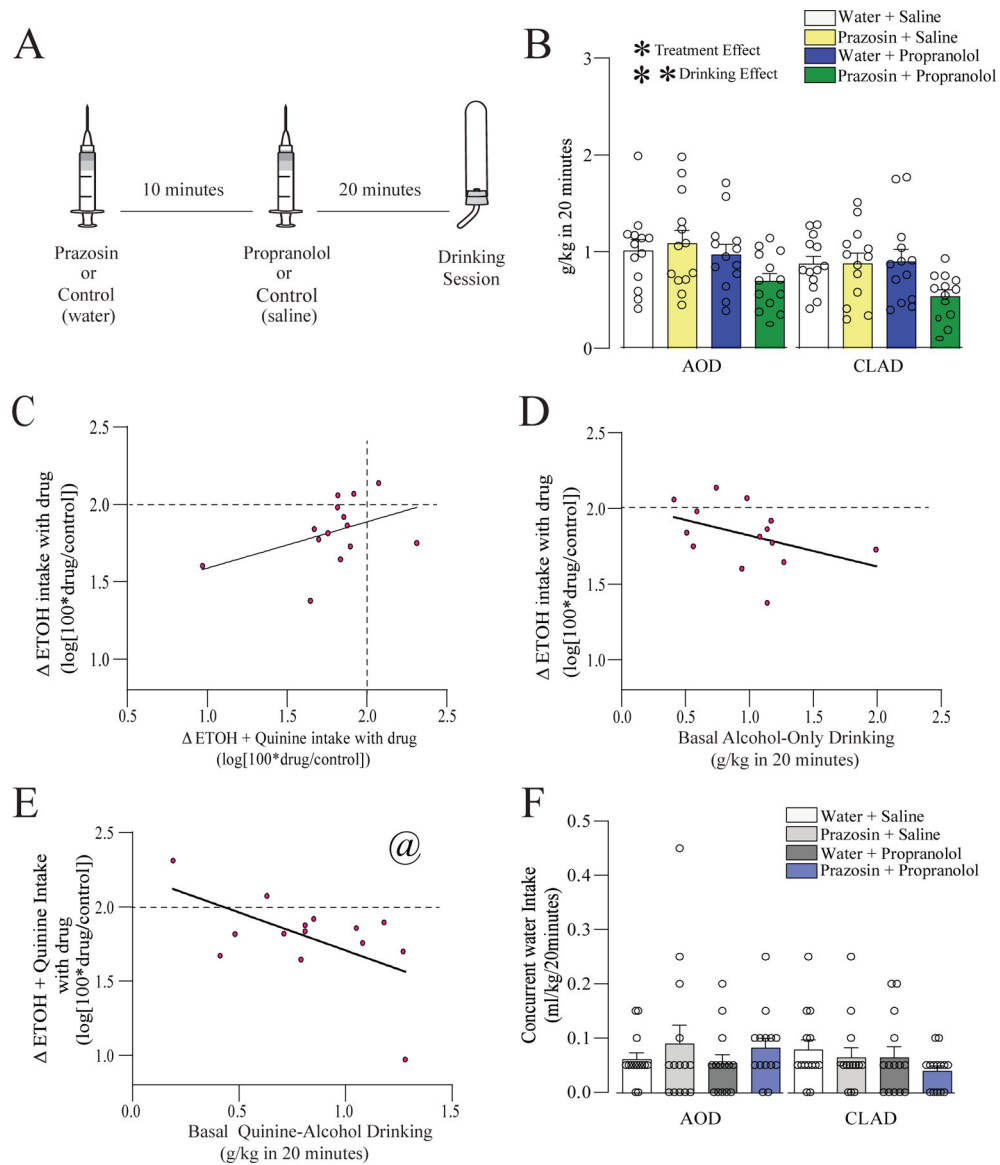 A
10 minutes
20 minutes
Prazosin
or
Control
(water)
Propranolol
or
Control
(saline)
Drinking
Session
B
* Treatment Effect
* * Drinking Effect
Water + Saline
Prazosin + Saline
Water + Propranolol
Prazosin + Propranolol
g/kg in 20 minutes
3
2
1
0
AOD
CLAD
C
Δ ETOH intake with drug
(log[100*drug/control])
2.5
2.0
1.5
1.0
0.5
1.0
1.5
2.0
2.5
Δ ETOH + Quinine intake with drug
(log[100*drug/control])
D
Δ ETOH intake with drug
(log[100*drug/control])
2.5
2.0
1.5
1.0
0.0
0.5
1.0
1.5
2.0
2.5
Basal Alcohol-Only Drinking
(g/kg in 20 minutes)
E
@
Δ ETOH + Quinine Intake
with drug
(log[100*drug/control])
2.5
2.0
1.5
1.0
0.0
0.5
1.0
1.5
Basal Quinine-Alcohol Drinking
(g/kg in 20 minutes)
F
Water + Saline
Prazosin + Saline
Water + Propranolol
Prazosin + Propranolol
Concurrent water Intake
(ml/kg/20minutes)
0.5
0.4
0.3
0.2
0.1
0.0
AOD
CLAD